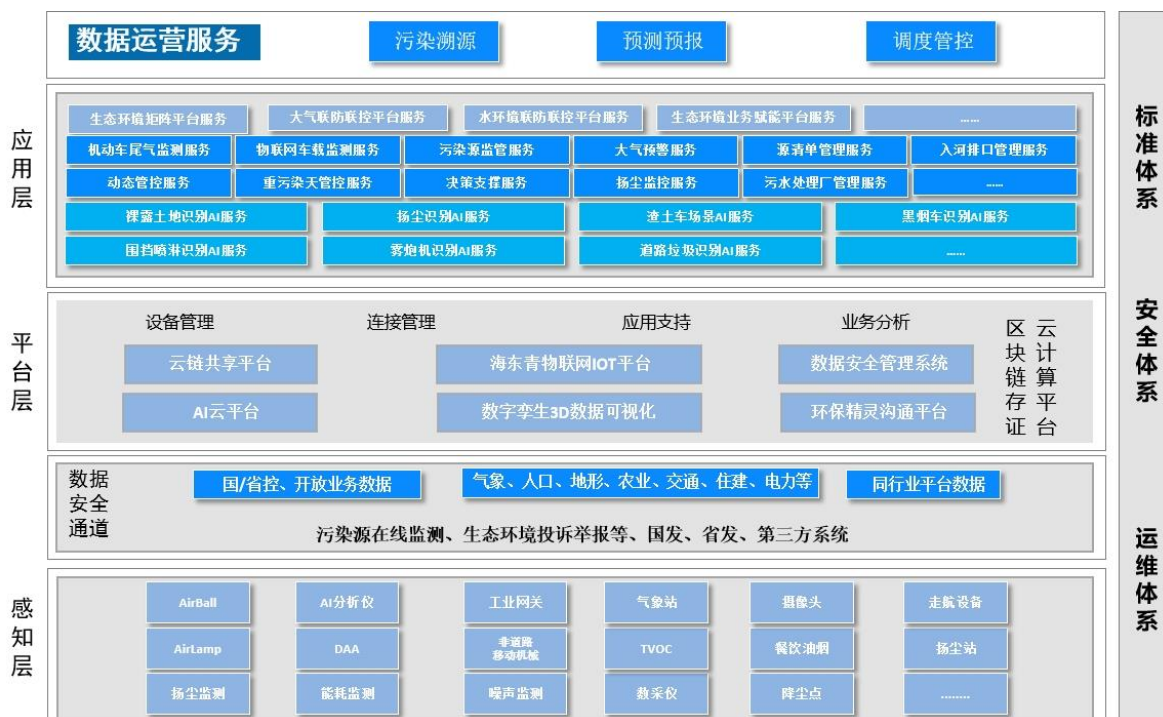 数据运营服务 污染溯源 预测预报 调度管控
应用层
生态环境矩阵平台服务 大气联防联控平台服务 水环境联防联控平台服务 生态环境业务赋能平台服务 ......
机动车尾气监测服务 物联网车载监测服务 污染源监管服务 大气预警服务 源清单管理服务 入河排口管理服务
动态管控服务 重污染天管控服务 决策支撑服务 扬尘监控服务 污水处理厂管理服务 ......
裸露土地识别AI服务 扬尘识别AI服务 渣土车场景AI服务 黑烟车识别AI服务
围挡喷淋识别AI服务 雾炮机识别AI服务 道路垃圾识别AI服务 ......
平台层
设备管理 连接管理 应用支持 业务分析
云链共享平台 海东青物联网IOT平台 数据安全管理系统
AI云平台 数字孪生3D数据可视化 环保精灵沟通平台
区块链存证
云计算平台
数据
安全
通道
国/省控、开放业务数据 气象、人口、地形、农业、交通、住建、电力等 同行业平台数据
污染源在线监测、生态环境投诉举报等、国发、省发、第三方系统
感知层
AirBall AI分析仪 工业网关 气象站 摄像头 走航设备
AirLamp DAA 非道路
移动机械 TVOC 餐饮油烟 扬尘站
扬尘监测 能耗监测 噪声监测 数采仪 降尘点 ........
标准体系
安全体系
运维体系